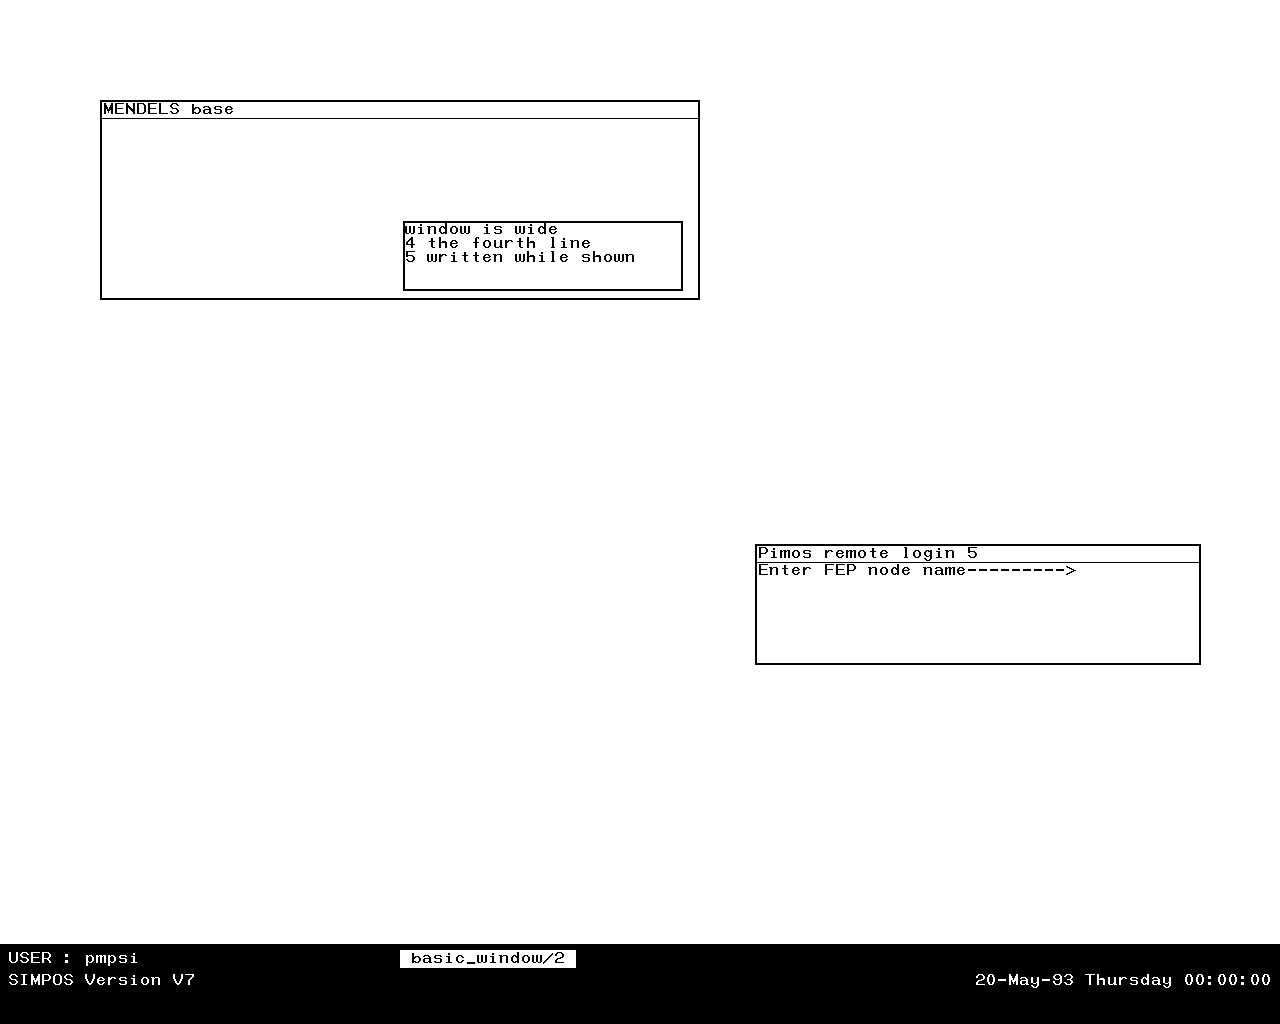 MENDELS base
window is wide
4 the fourth line
5 written while shown
Pimos remote login 5
Enter FEP node name--------->
USER : pmpsi
basic_window/2
SIMPOS Version V7
20-May-93 Thursday 00:00:00